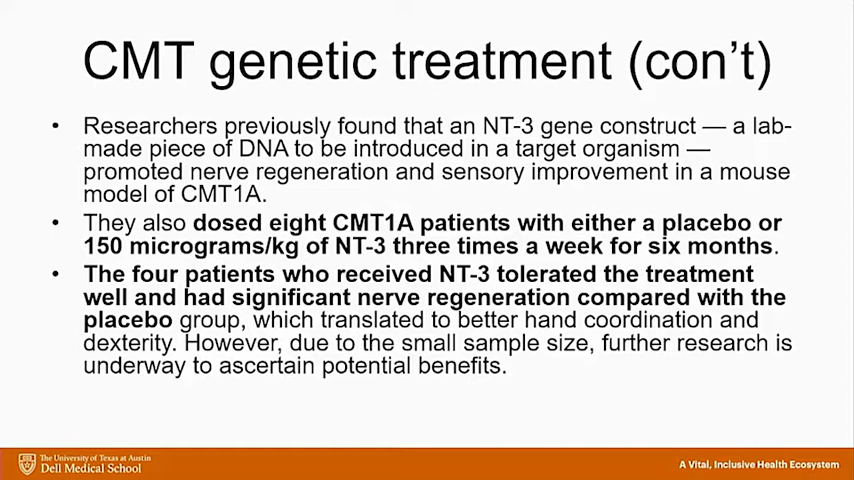 CMT genetic treatment (con't)
• Researchers previously found that an NT-3 gene construct — a lab-
made piece of DNA to be introduced in a target organism —
promoted nerve regeneration and sensory improvement in a mouse
model of CMT1A.
• They also dosed eight CMT1A patients with either a placebo or
150 micrograms/kg of NT-3 three times a week for six months.
• The four patients who received NT-3 tolerated the treatment
well and had significant nerve regeneration compared with the
placebo group, which translated to better hand coordination and
dexterity. However, due to the small sample size, further research is
underway to ascertain potential benefits.
The University of Texas at Austin
Dell Medical School
A Vital, Inclusive Health Ecosystem